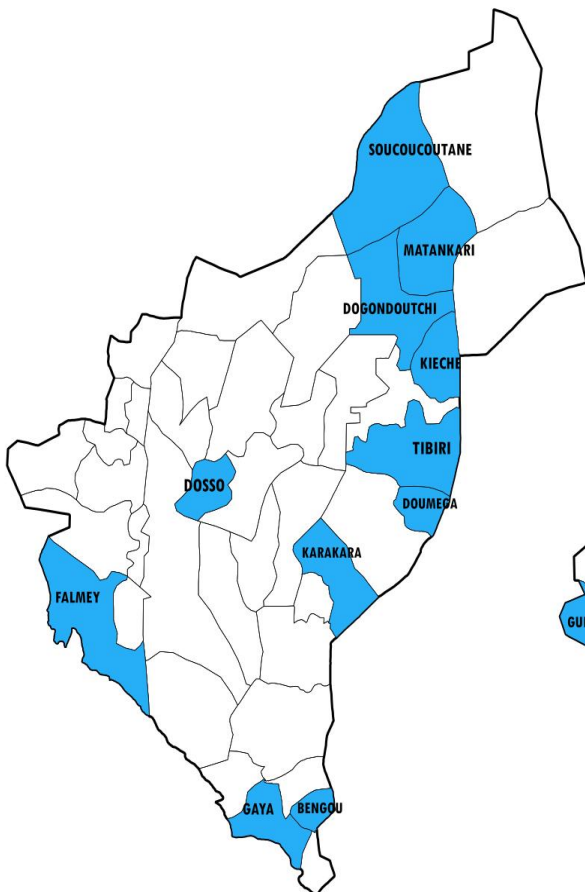 SOUCOUCOUTANE
MATANKARI
DOGONDOUTCHI
KIECHE
TIBIRI
DOSSO
DOUMEGA
KARAKARA
FALMEY
GAYA
BENGOU